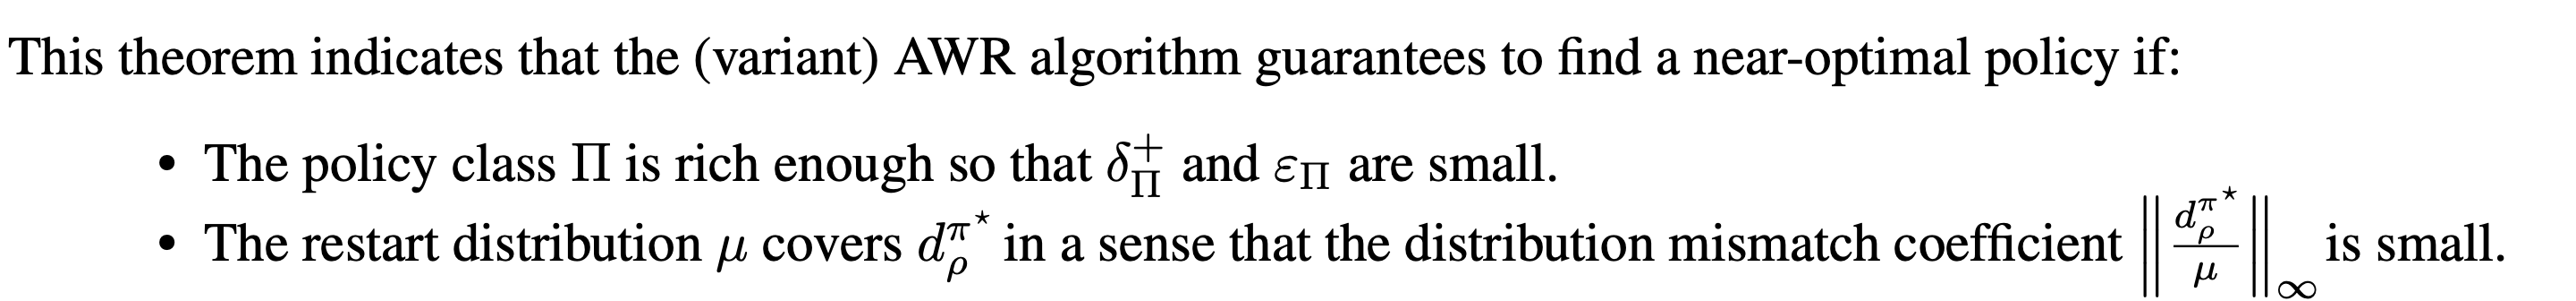 This theorem indicates that the (variant) AWR algorithm guarantees to find a near-optimal policy if:
• The policy class Π is rich enough so that $\delta_{\Pi}^{+}$ and $\varepsilon_{\Pi}$ are small.
• The restart distribution $\mu$ covers $d_{\rho}^{\pi^{\star}}$ in a sense that the distribution mismatch coefficient $\left\| \frac{d_{\rho}^{\pi^{\star}}}{\mu} \right\|_{\infty}$ is small.